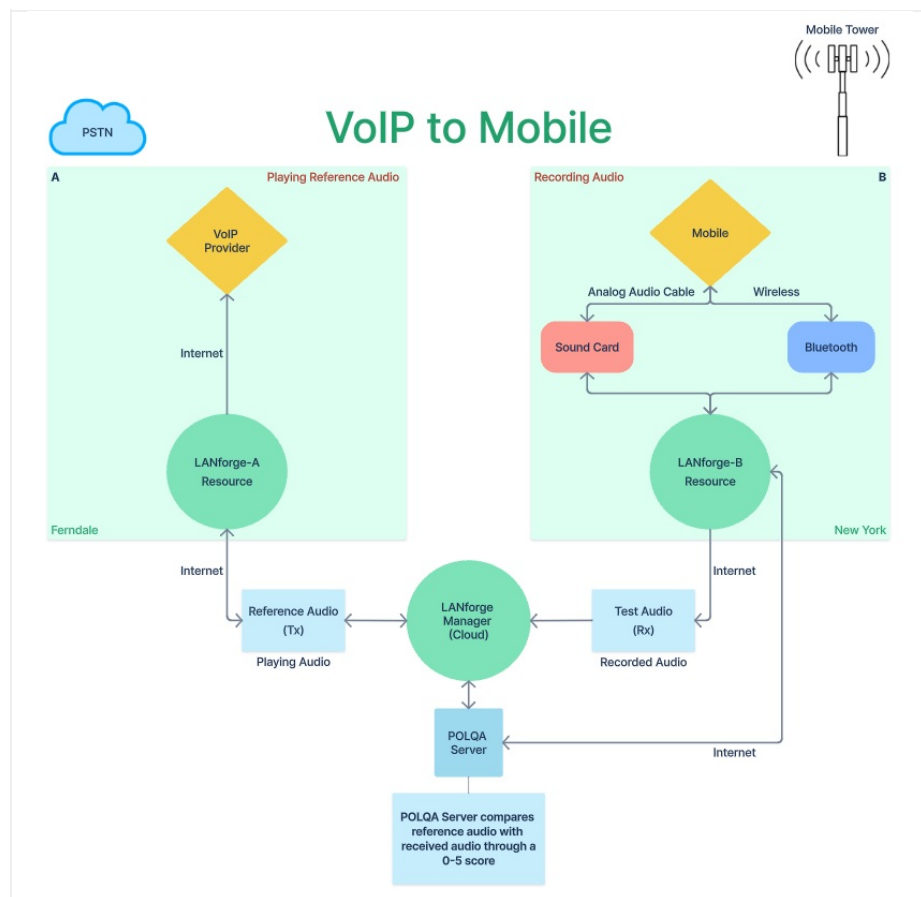 Mobile Tower
PSTN
VoIP to Mobile
A
Playing Reference Audio
Recording Audio
B
VoIP
Provider
Mobile
Analog Audio Cable
Wireless
Internet
Sound Card
Bluetooth
LANforge-A
Resource
LANforge-B
Resource
Ferndale
New York
Internet
Internet
Reference Audio
(Tx)
Playing Audio
LANforge
Manager
(Cloud)
Test Audio
(Rx)
Recorded Audio
POLQA
Server
Internet
POLQA Server compares
reference audio with
received audio through a
0-5 score